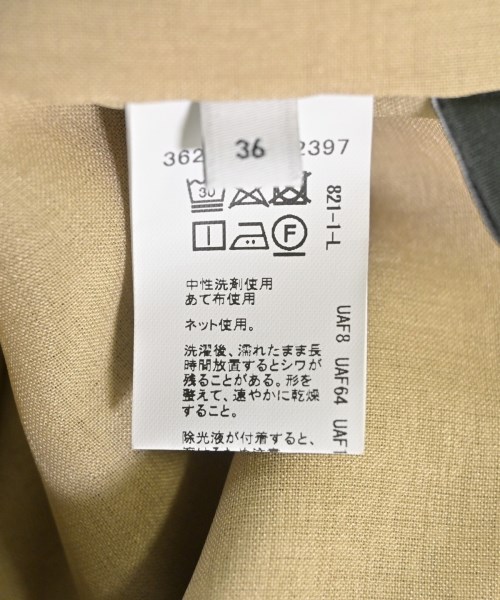 36
362
2397
30
F
821-1-L
中性洗剤使用
あて布使用
ネット使用。
洗濯後、濡れたまま長
時間放置するとシワが
残ることがある。形を
整えて、速やかに乾燥
すること。
除光液が付着すると、
UAF8 UAF64 UAF1